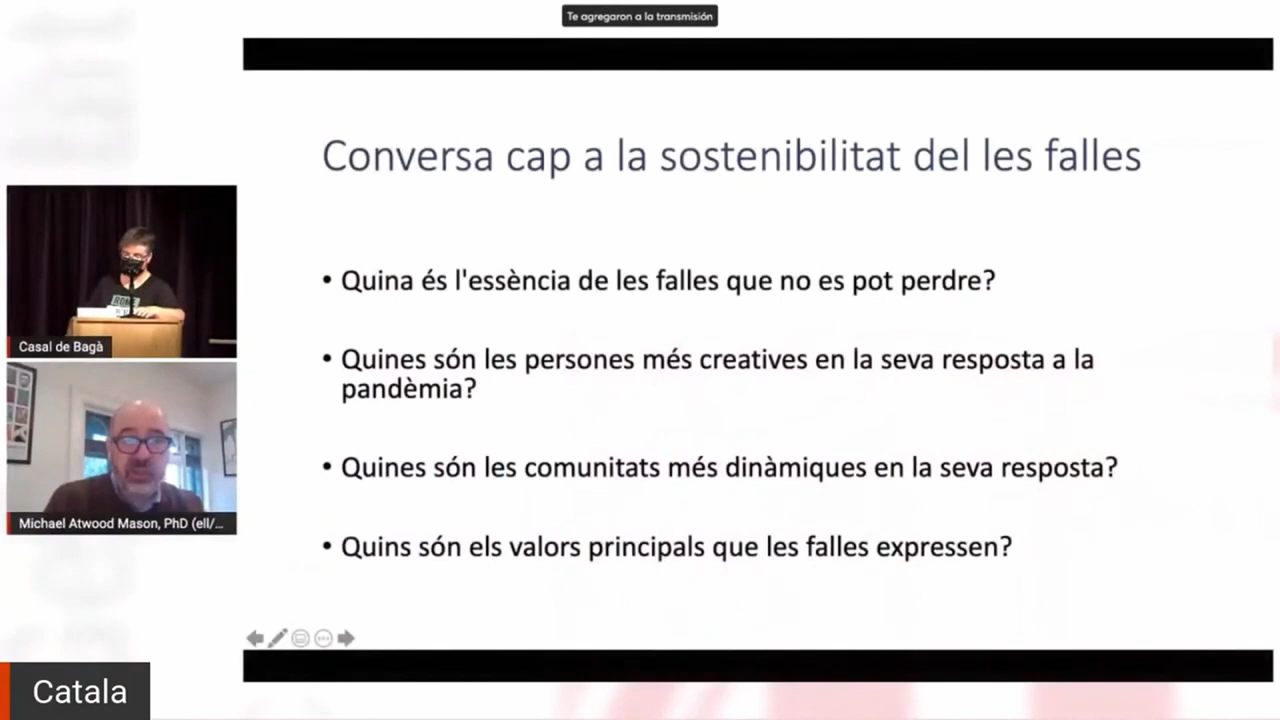 Te agregaron a la transmisión
Conversa cap a la sostenibilitat del les falles
• Quina és l'essència de les falles que no es pot perdre?
• Quines són les persones més creatives en la seva resposta a la
pandèmia?
• Quines són les comunitats més dinàmiques en la seva resposta?
• Quins són els valors principals que les falles expressen?
Casal de Bagà
Michael Atwood Mason, PhD (ell/...
Catala